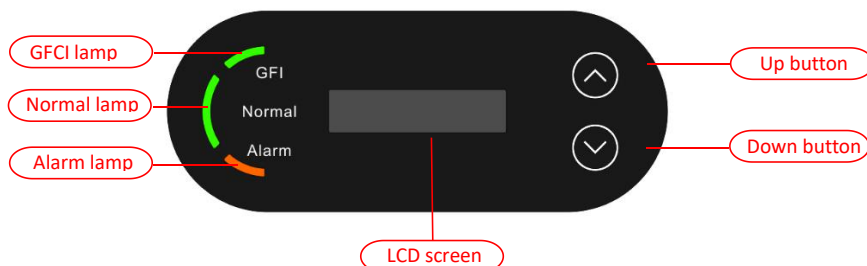 GFCI lamp
GFI
Up button
Normal lamp
Normal
Alarm lamp
Alarm
Down button
LCD screen